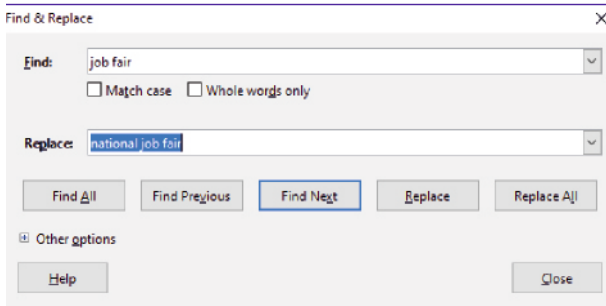 Find & Replace
Find: job fair
Match case Whole words only
Replace: national job fair
Find All Find Previous Find Next Replace Replace All
Other options
Help Close